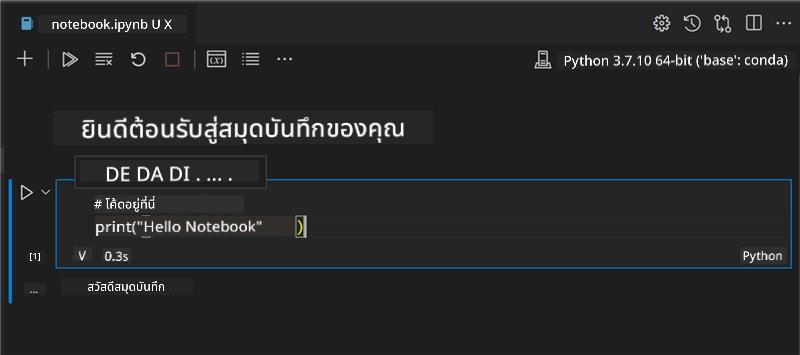 notebook.ipynb U X
Python 3.7.10 64-bit ('base': conda)
ยินดีต้อนรับสู่สมุดบันทึกของคุณ
DE DA DI . ... .
# โค้ดอยู่ที่นี่
print("Hello Notebook" )
[1] V 0.3s Python
... สวัสดีสมุดบันทึก